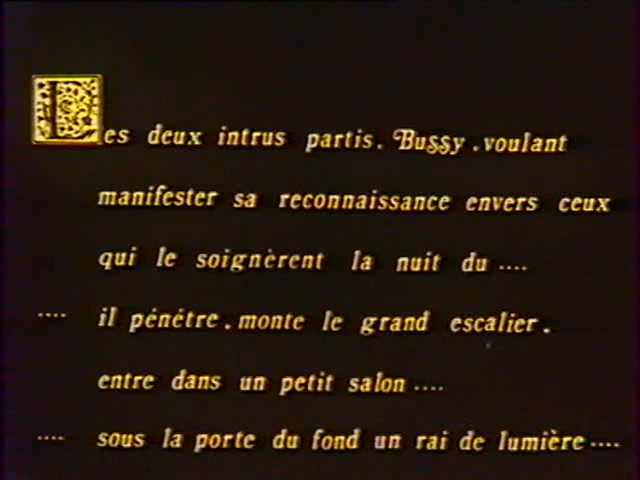 Les deux intrus partis. Bussy .voulant
manifester sa reconnaissance envers ceux
qui le soignèrent la nuit du ....
.... il pénétre . monte le grand escalier .
entre dans un petit salon ....
.... sous la porte du fond un rai de lumière ....